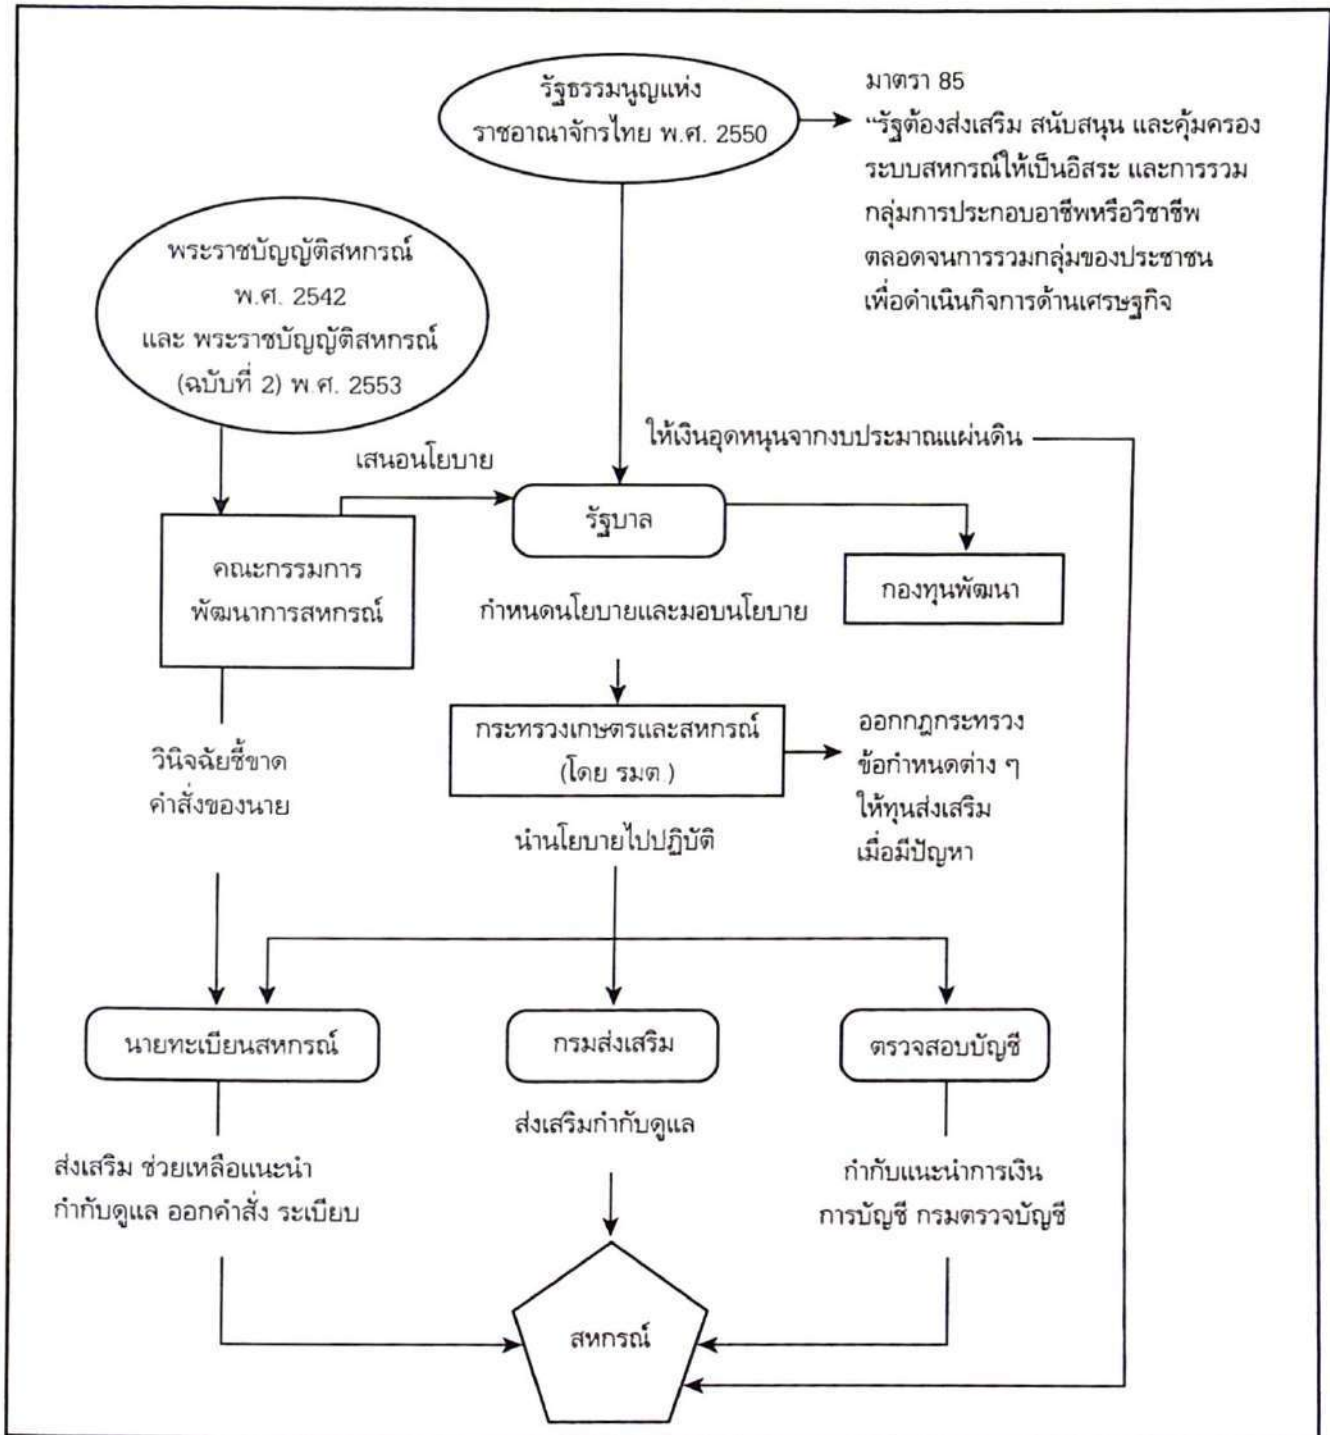 รัฐธรรมนูญแห่ง
ราชอาณาจักรไทย พ.ศ. 2550
มาตรา 85
“รัฐต้องส่งเสริม สนับสนุน และคุ้มครอง
ระบบสหกรณ์ให้เป็นอิสระ และการรวม
กลุ่มการประกอบอาชีพหรือวิชาชีพ
ตลอดจนการรวมกลุ่มของประชาชน
เพื่อดำเนินกิจการด้านเศรษฐกิจ
พระราชบัญญัติสหกรณ์
พ.ศ. 2542
และ พระราชบัญญัติสหกรณ์
(ฉบับที่ 2) พ.ศ. 2553
ให้เงินอุดหนุนจากงบประมาณแผ่นดิน
เสนอนโยบาย
รัฐบาล
คณะกรรมการ
พัฒนาการสหกรณ์
กองทุนพัฒนา
กำหนดนโยบายและมอบนโยบาย
กระทรวงเกษตรและสหกรณ์
(โดย รมต.)
ออกกฎกระทรวง
ข้อกำหนดต่าง ๆ
ให้ทุนส่งเสริม
เมื่อมีปัญหา
วินิจฉัยชี้ขาด
คำสั่งของนาย
นำนโยบายไปปฏิบัติ
นายทะเบียนสหกรณ์
กรมส่งเสริม
ตรวจสอบบัญชี
ส่งเสริมกำกับดูแล
ส่งเสริม ช่วยเหลือแนะนำ
กำกับดูแล ออกคำสั่ง ระเบียบ
กำกับแนะนำการเงิน
การบัญชี กรมตรวจบัญชี
สหกรณ์